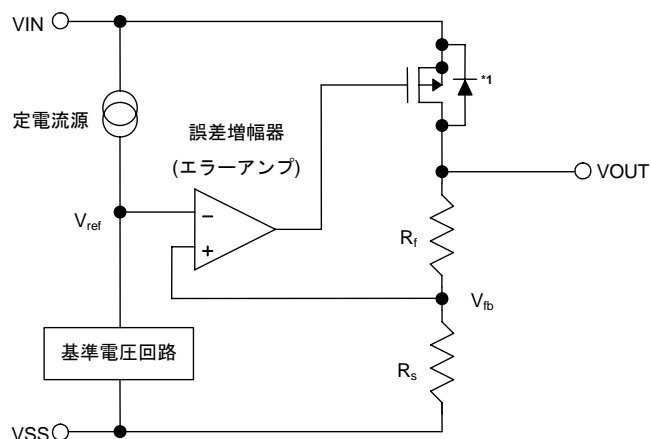 VIN
*1
定電流源
誤差増幅器
(エラーアンプ)
VOUT
Vref
−
+
Rf
Vfb
基準電圧回路
Rs
VSS